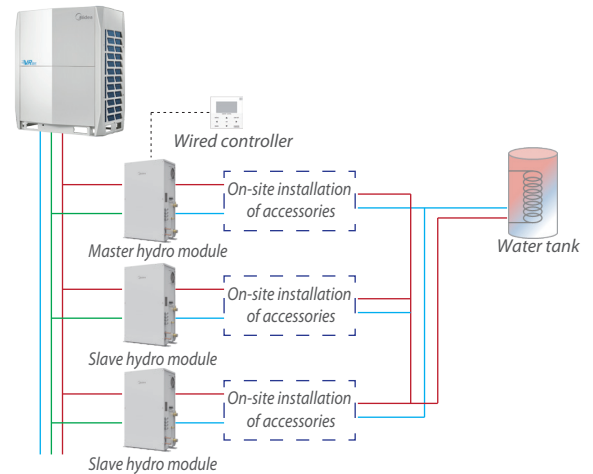 Midea
Wired controller
On-site installation
of accessories
Master hydro module
Water tank
On-site installation
of accessories
Slave hydro module
On-site installation
of accessories
Slave hydro module